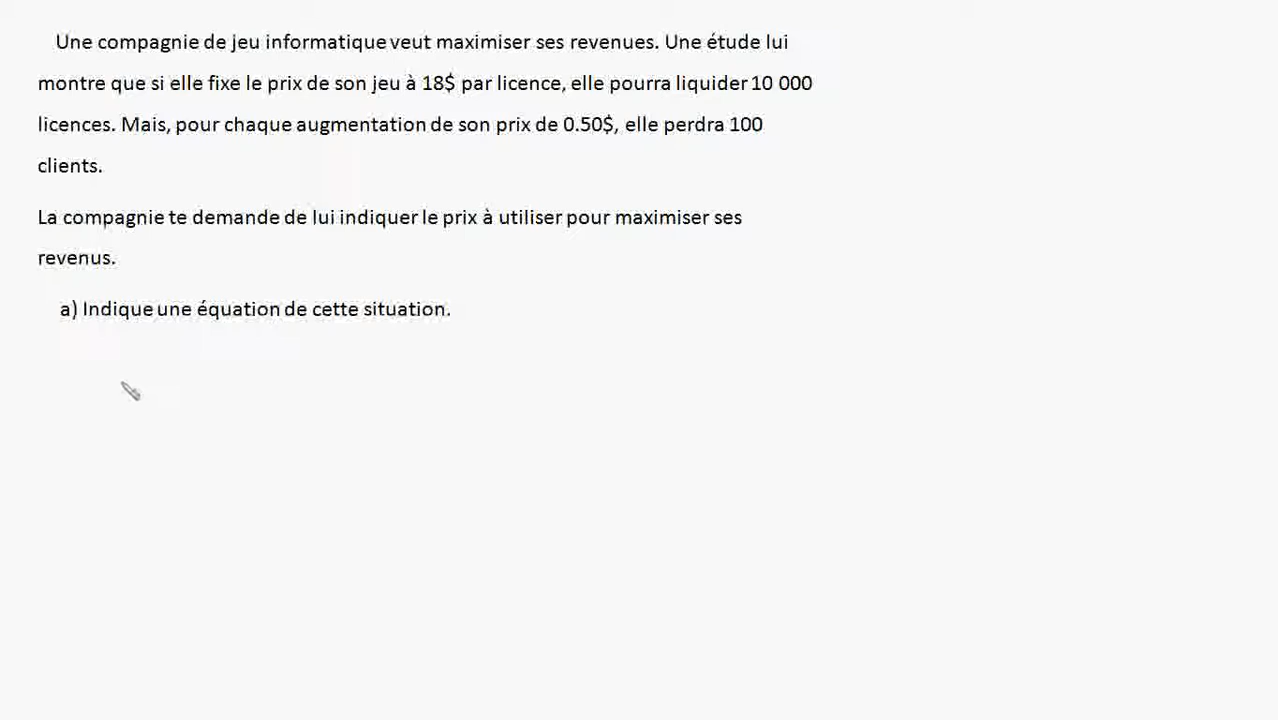 Une compagnie de jeu informatique veut maximiser ses revenues. Une étude lui
montre que si elle fixe le prix de son jeu à 18$ par licence, elle pourra liquider 10 000
licences. Mais, pour chaque augmentation de son prix de 0.50$, elle perdra 100
clients.
La compagnie te demande de lui indiquer le prix à utiliser pour maximiser ses
revenus.
a) Indique une équation de cette situation.